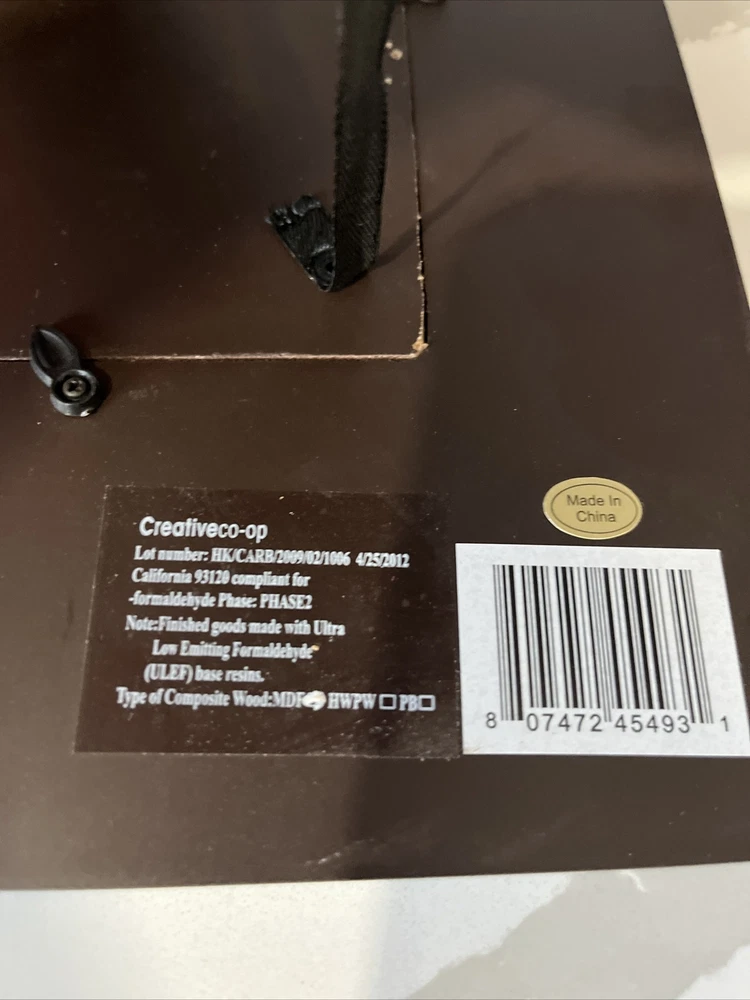 Made In
China
Creativeco-op
Lot number: HK/CARB/2009/02/1006 4/25/2012
California 93120 compliant for
-formaldehyde Phase: PHASE2
Note:Finished goods made with Ultra
Low Emitting Formaldehyde
(ULEF) base resins.
Type of Composite Wood:MDF HWPW □ PB□
8 07472 45493 1